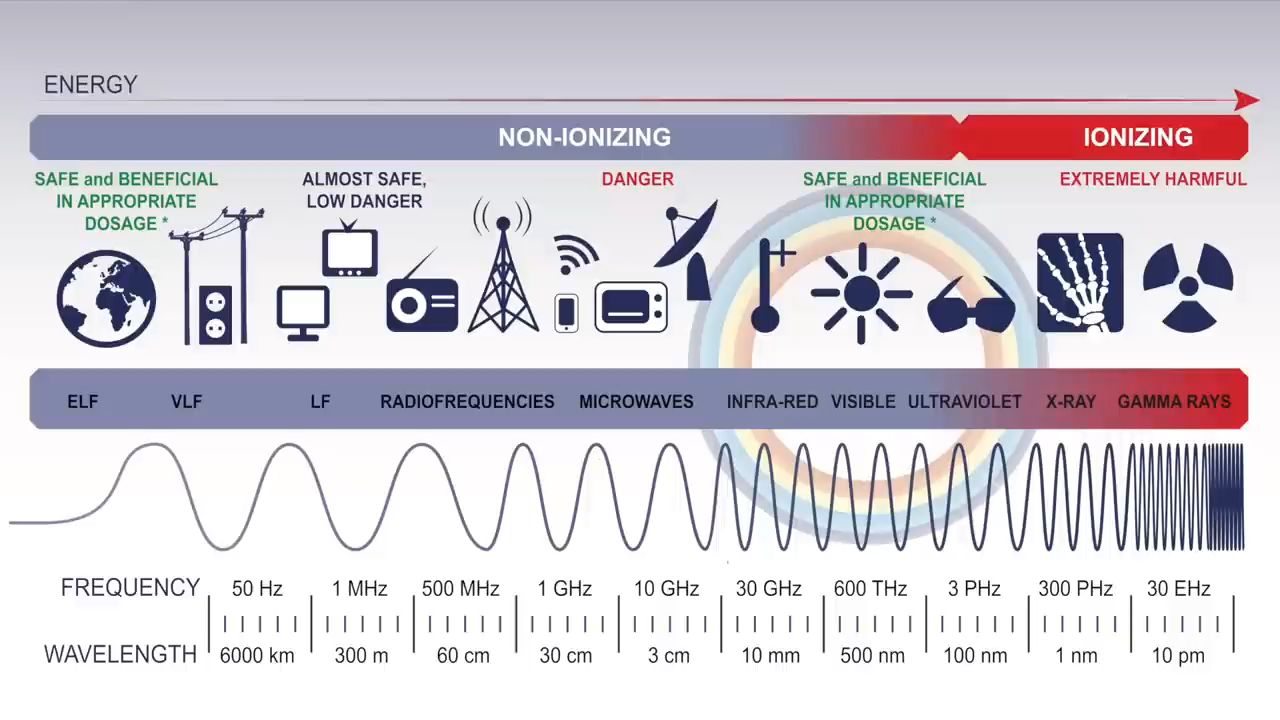 ENERGY
NON-IONIZING
IONIZING
SAFE and BENEFICIAL
IN APPROPRIATE
DOSAGE *
ALMOST SAFE,
LOW DANGER
DANGER
SAFE and BENEFICIAL
IN APPROPRIATE
DOSAGE *
EXTREMELY HARMFUL
ELF VLF LF RADIOFREQUENCIES MICROWAVES INFRA-RED VISIBLE ULTRAVIOLET X-RAY GAMMA RAYS
FREQUENCY 50 Hz 1 MHz 500 MHz 1 GHz 10 GHz 30 GHz 600 THz 3 PHz 300 PHz 30 EHz
WAVELENGTH 6000 km 300 m 60 cm 30 cm 3 cm 10 mm 500 nm 100 nm 1 nm 10 pm